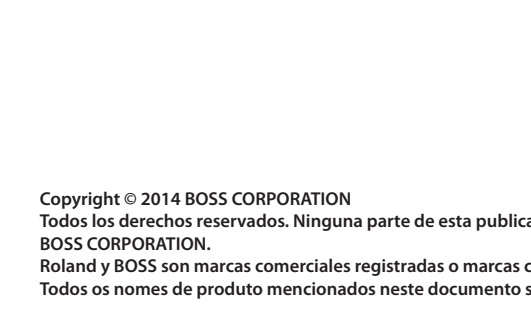 Copyright © 2014 BOSS CORPORATION
Todos los derechos reservados. Ninguna parte de esta
BOSS CORPORATION.
Roland y BOSS son marcas comerciales registradas o marcas
Todos os nomes de produto mencionados neste documento